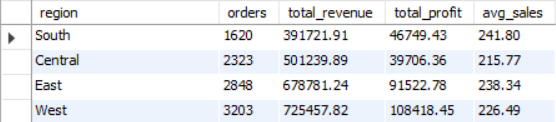 region orders total_revenue total_profit avg_sales
South 1620 391721.91 46749.43 241.80
Central 2323 501239.89 39706.36 215.77
East 2848 678781.24 91522.78 238.34
West 3203 725457.82 108418.45 226.49